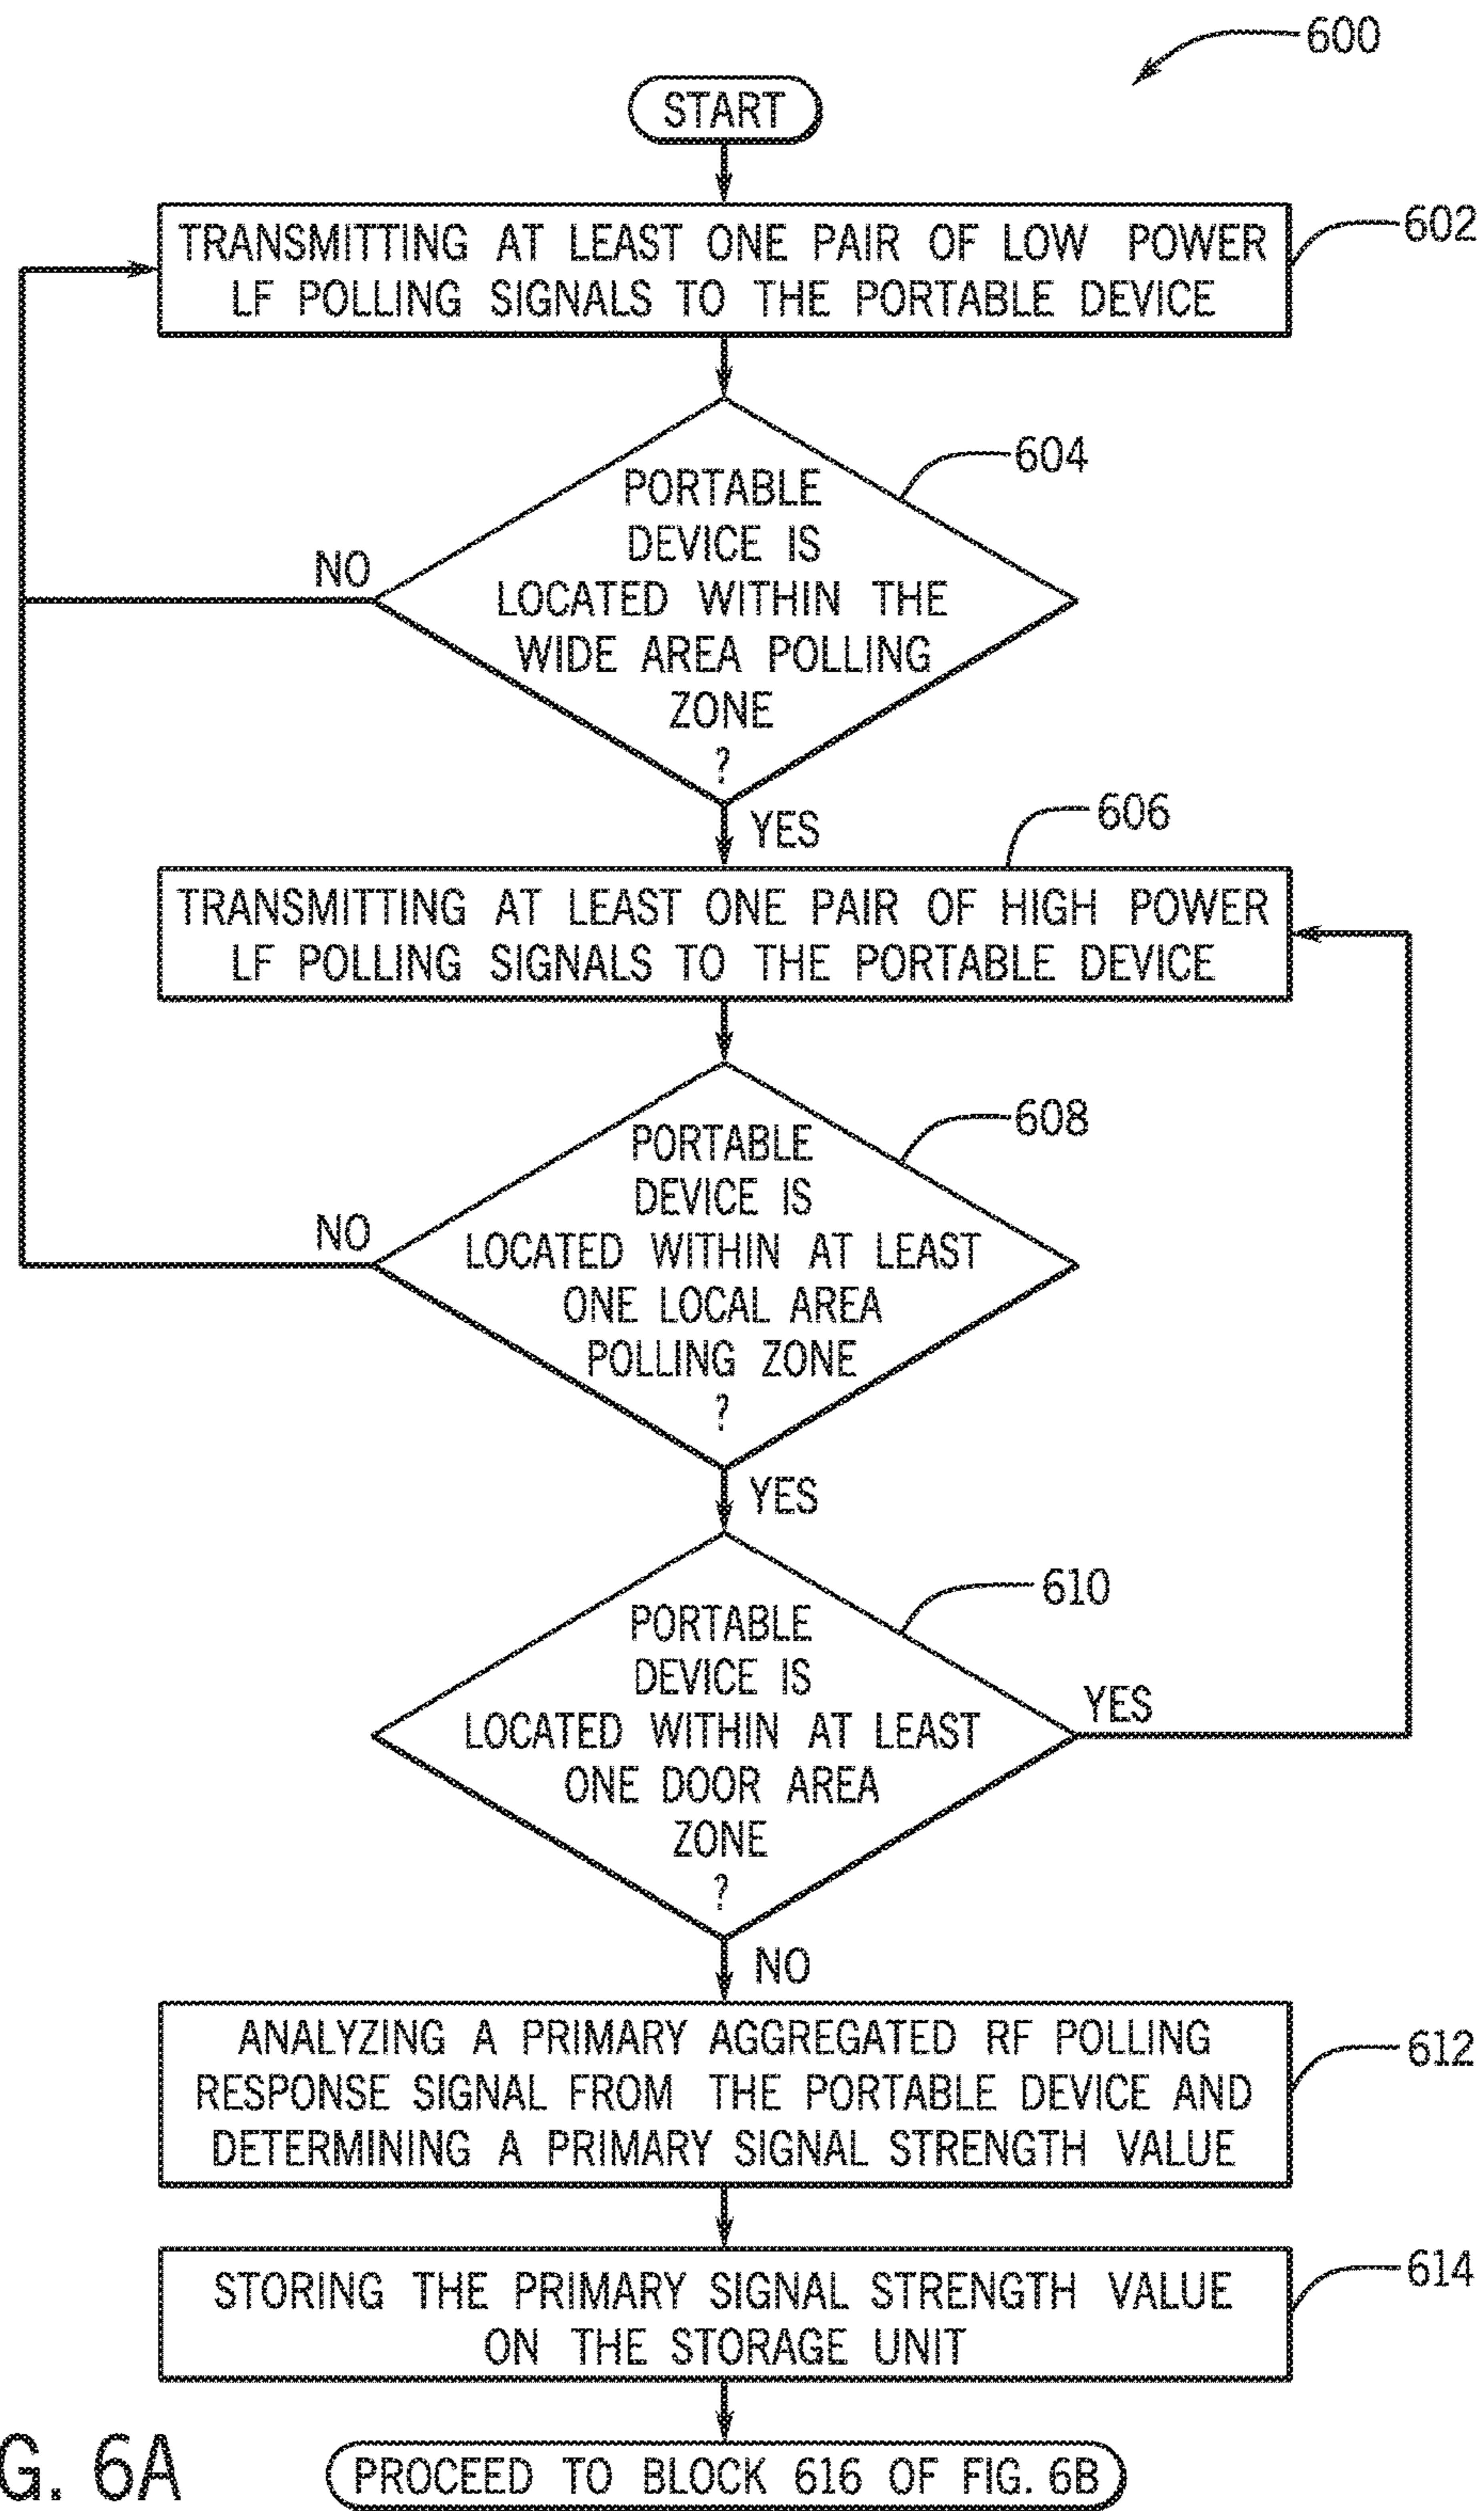 600
START
TRANSMITTING AT LEAST ONE PAIR OF LOW POWER
LF POLLING SIGNALS TO THE PORTABLE DEVICE
602
604
PORTABLE
DEVICE IS
LOCATED WITHIN THE
WIDE AREA POLLING
ZONE
?
NO
YES
606
TRANSMITTING AT LEAST ONE PAIR OF HIGH POWER
LF POLLING SIGNALS TO THE PORTABLE DEVICE
608
PORTABLE
DEVICE IS
LOCATED WITHIN AT LEAST
ONE LOCAL AREA
POLLING ZONE
?
NO
YES
610
PORTABLE
DEVICE IS
LOCATED WITHIN AT LEAST
ONE DOOR AREA
ZONE
?
YES
NO
ANALYZING A PRIMARY AGGREGATED RF POLLING
RESPONSE SIGNAL FROM THE PORTABLE DEVICE AND
DETERMINING A PRIMARY SIGNAL STRENGTH VALUE
612
STORING THE PRIMARY SIGNAL STRENGTH VALUE
ON THE STORAGE UNIT
614
PROCEED TO BLOCK 616 OF FIG. 6B
G. 6A